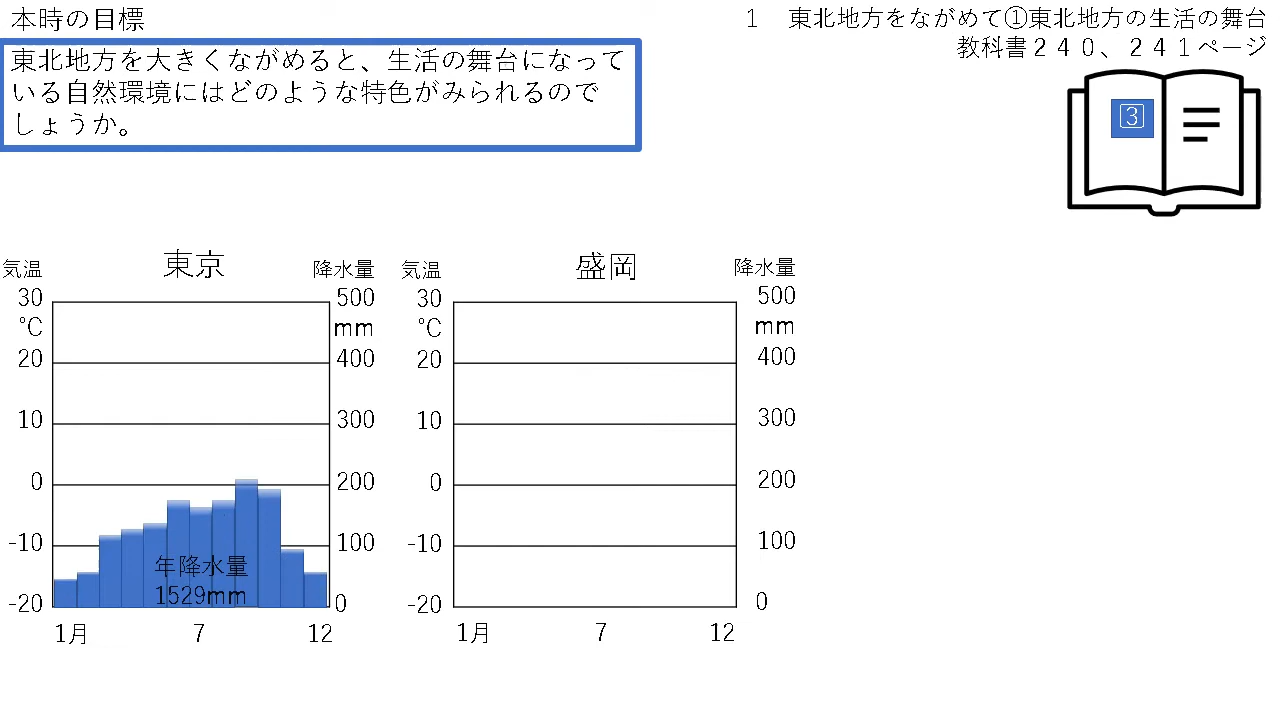 本時の目標
東北地方を大きくながめると、生活の舞台になって
いる自然環境にはどのような特色がみられるので
しょうか。
1 東北地方をながめて①東北地方の生活の舞台
教科書２４０、２４１ページ
3
気温
東京
降水量
30
500
℃
mm
20
400
10
300
0
200
-10
100
年降水量
1529mm
-20
0
1月
7
12
気温
盛岡
降水量
30
500
℃
mm
20
400
10
300
0
200
-10
100
-20
0
1月
7
12